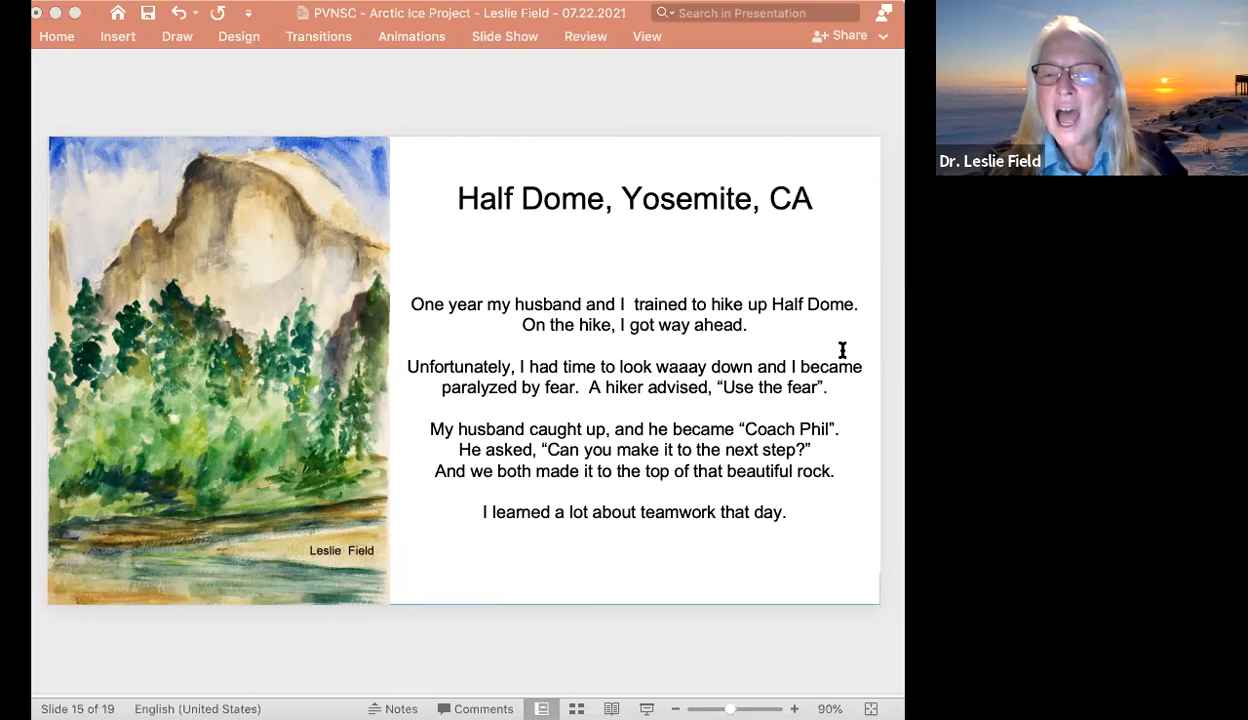 PVNSC - Arctic Ice Project - Leslie Field - 07.22.2021
Search in Presentation
Home Insert Draw Design Transitions Animations Slide Show Review View Share
Dr. Leslie Field
Half Dome, Yosemite, CA
One year my husband and I trained to hike up Half Dome.
On the hike, I got way ahead.
Unfortunately, I had time to look waaay down and I became
paralyzed by fear. A hiker advised, “Use the fear”.
My husband caught up, and he became “Coach Phil”.
He asked, “Can you make it to the next step?”
And we both made it to the top of that beautiful rock.
I learned a lot about teamwork that day.
Leslie Field
Slide 15 of 19 English (United States) Notes Comments 90%